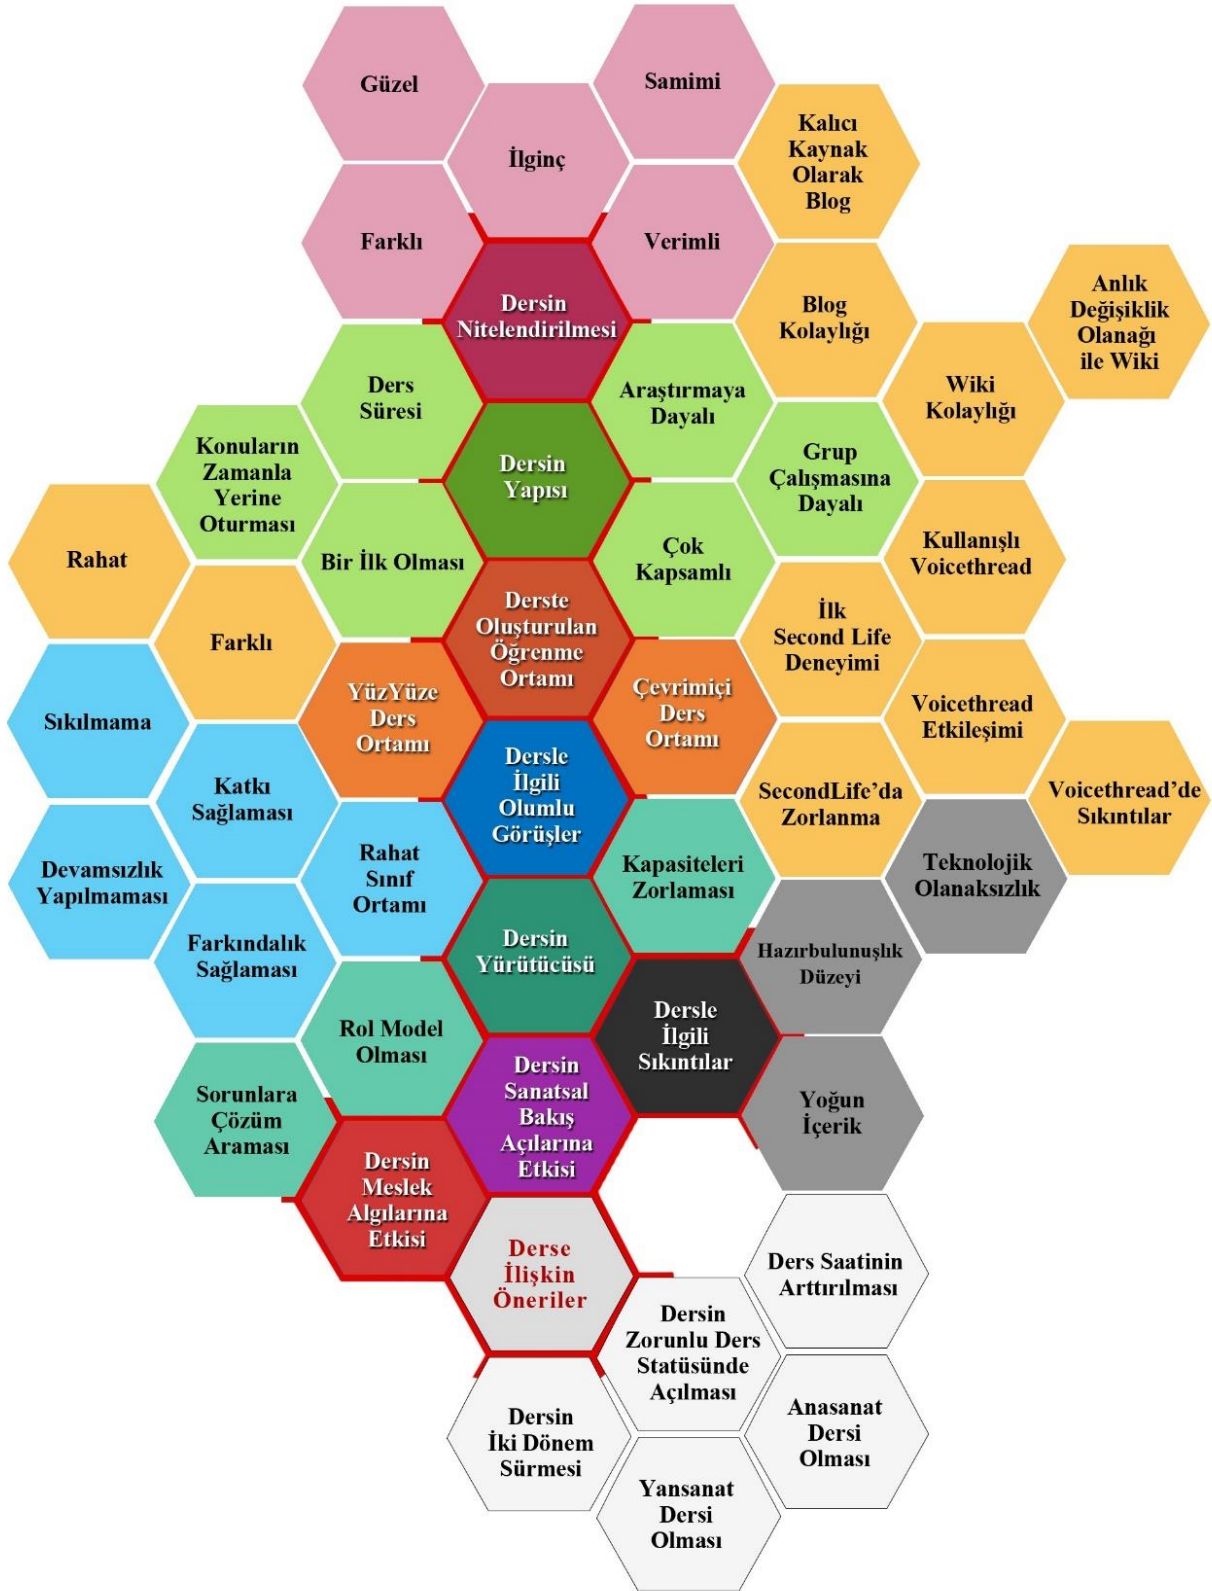 Güzel
Samimi
İlginç
Kalıcı
Kaynak
Olarak
Blog
Farklı
Verimli
Dersin
Nitelendirilmesi
Blog
Kolaylığı
Anlık
Değişiklik
Olanağı
ile Wiki
Ders
Süresi
Araştırmaya
Dayalı
Wiki
Kolaylığı
Konuların
Zamanla
Yerine
Oturması
Dersin
Yapısı
Grup
Çalışmasına
Dayalı
Rahat
Bir İlk Olması
Çok
Kapsamlı
Kullanışlı
Voicethread
Farklı
Derste
Oluşturulan
Öğrenme
Ortamı
İlk
Second Life
Deneyimi
Sıkılmama
YüzYüze
Ders
Ortamı
Çevrimiçi
Ders
Ortamı
Voicethread
Etkileşimi
Katkı
Sağlaması
Dersle
İlgili
Olumlu
Görüşler
SecondLife’da
Zorlanma
Voicethread’de
Sıkıntılar
Devamsızlık
Yapılmaması
Rahat
Sınıf
Ortamı
Kapasiteleri
Zorlaması
Teknolojik
Olanaksızlık
Farkındalık
Sağlaması
Dersin
Yürütücüsü
Hazırbulunuşlık
Düzeyi
Rol Model
Olması
Dersle
İlgili
Sıkıntılar
Sorunlara
Çözüm
Araması
Dersin
Sanatsal
Bakış
Açılarına
Etkisi
Yoğun
İçerik
Dersin
Meslek
Algılarına
Etkisi
Derse
İlişkin
Öneriler
Ders Saatinin
Arttırılması
Dersin
Zorunlu Ders
Statüsünde
Açılması
Dersin
İki Dönem
Sürmesi
Anasanat
Dersi
Olması
Yansanat
Dersi
Olması